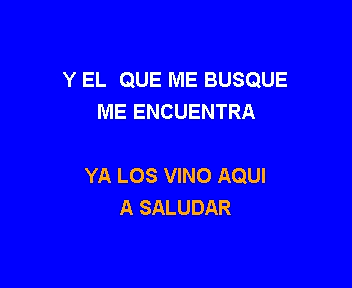 Y EL  QUE ME BUSQUE
ME ENCUENTRA
YA LOS VINO AQUI
A SALUDAR